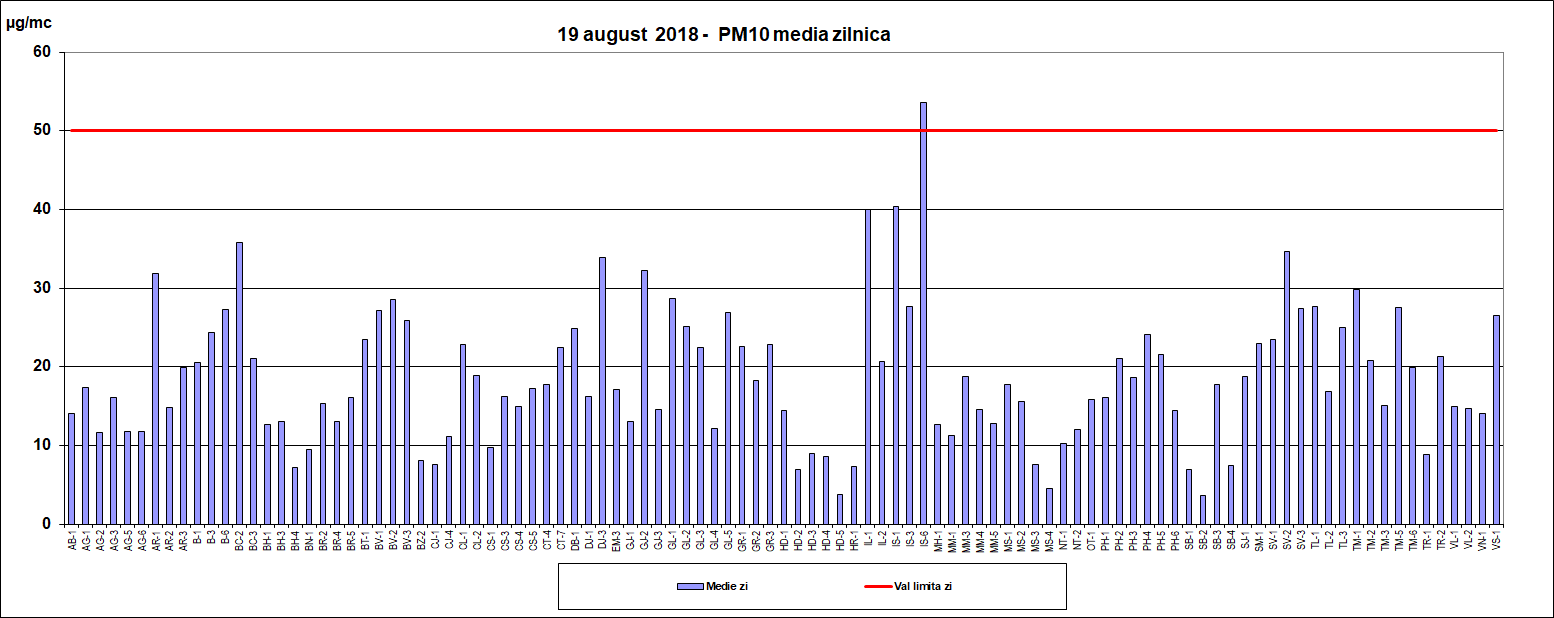 µg/mc
19 august 2018 - PM10 media zilnica
60
50
40
30
20
10
0
AB-1 AG-1 AG-2 AG-3 AG-5 AG-6 AR-1 AR-2 AR-3 B-1 B-3 B-6 BC-2 BC-3 BH-1 BH-3 BH-4 BN-1 BR-2 BR-4 BR-5 BT-1 BV-1 BV-2 BV-3 BZ-2 CJ-1 CJ-4 CL-1 CL-2 CS-1 CS-3 CS-4 CS-5 CT-4 CT-7 DB-1 DJ-1 DJ-3 EM-3 GJ-1 GJ-2 GJ-3 GL-1 GL-2 GL-3 GL-4 GL-5 GR-1 GR-2 GR-3 HD-1 HD-2 HD-3 HD-4 HD-5 HR-1 IL-1 IL-2 IS-1 IS-3 IS-6 MH-1 MM-1 MM-3 MM-4 MM-5 MS-1 MS-2 MS-3 MS-4 NT-1 NT-2 OT-1 PH-1 PH-2 PH-3 PH-4 PH-5 PH-6 SB-1 SB-2 SB-3 SB-4 SJ-1 SM-1 SV-1 SV-2 SV-3 TL-1 TL-2 TL-3 TM-1 TM-2 TM-3 TM-5 TM-6 TR-1 TR-2 VL-1 VL-2 VN-1 VS-1
Medie zi
Val limita zi